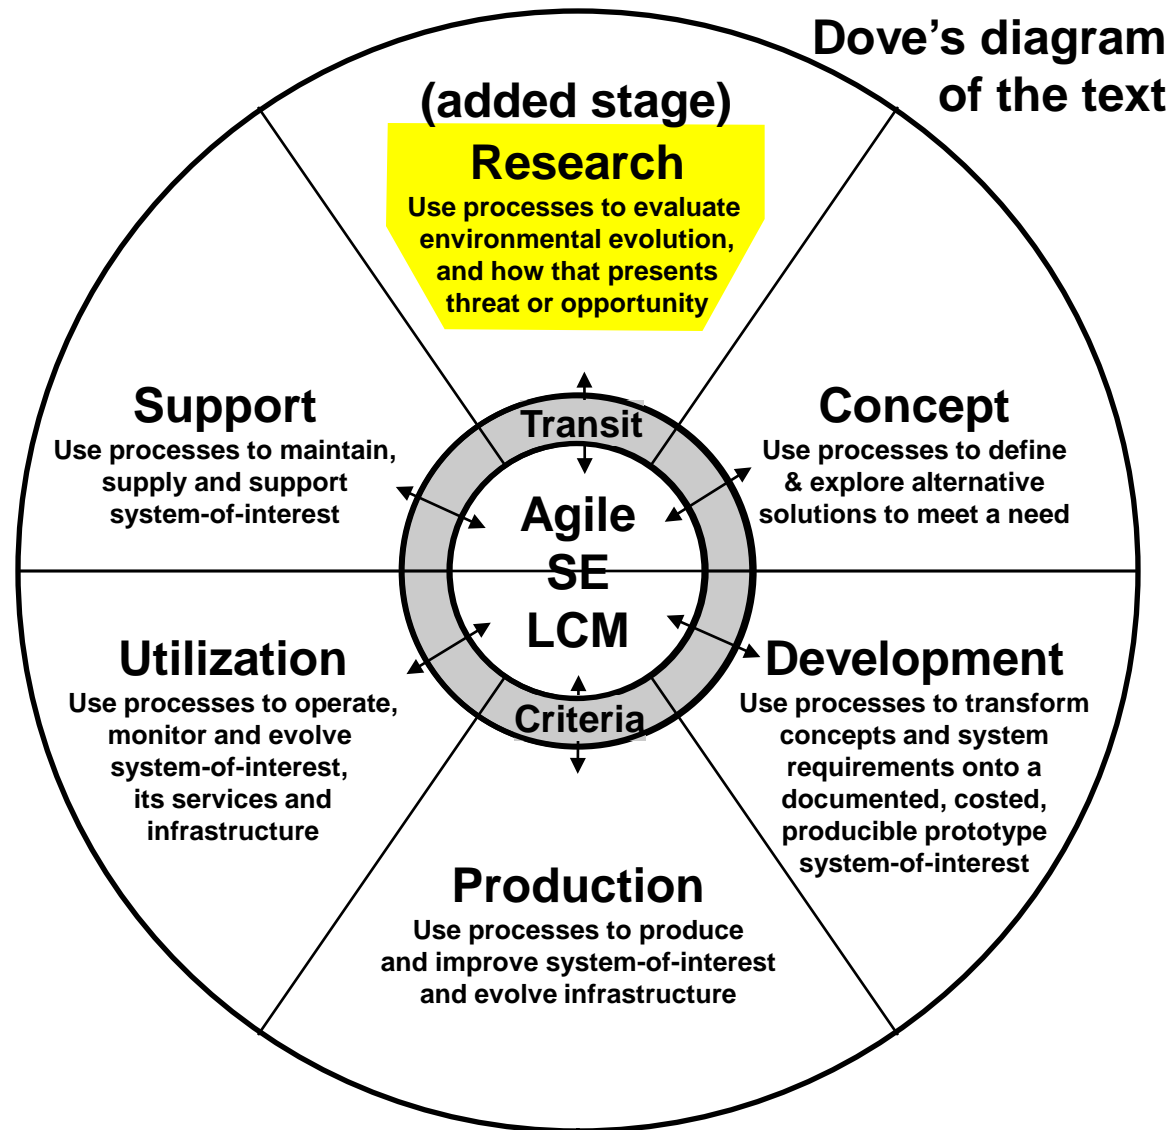 Dove's diagram
of the text
(added stage)
Research
Use processes to evaluate
environmental evolution,
and how that presents
threat or opportunity
Support
Use processes to maintain,
supply and support
system-of-interest
Concept
Use processes to define
& explore alternative
solutions to meet a need
Transit
Agile
SE
LCM
Criteria
Utilization
Use processes to operate,
monitor and evolve
system-of-interest,
its services and
infrastructure
Development
Use processes to transform
concepts and system
requirements onto a
documented, costed,
producible prototype
system-of-interest
Production
Use processes to produce
and improve system-of-interest
and evolve infrastructure